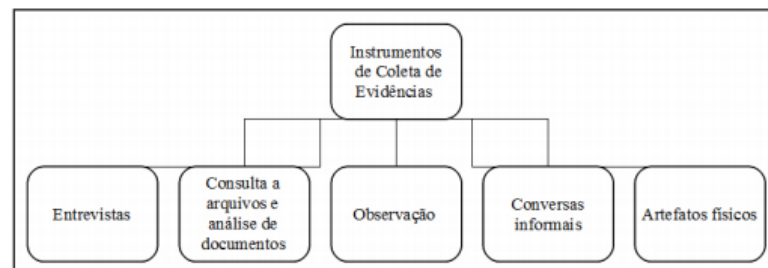 Instrumentos
de Coleta de
Evidências
Entrevistas
Consulta a
arquivos e
análise de
documentos
Observação
Conversas
informais
Artefatos físicos